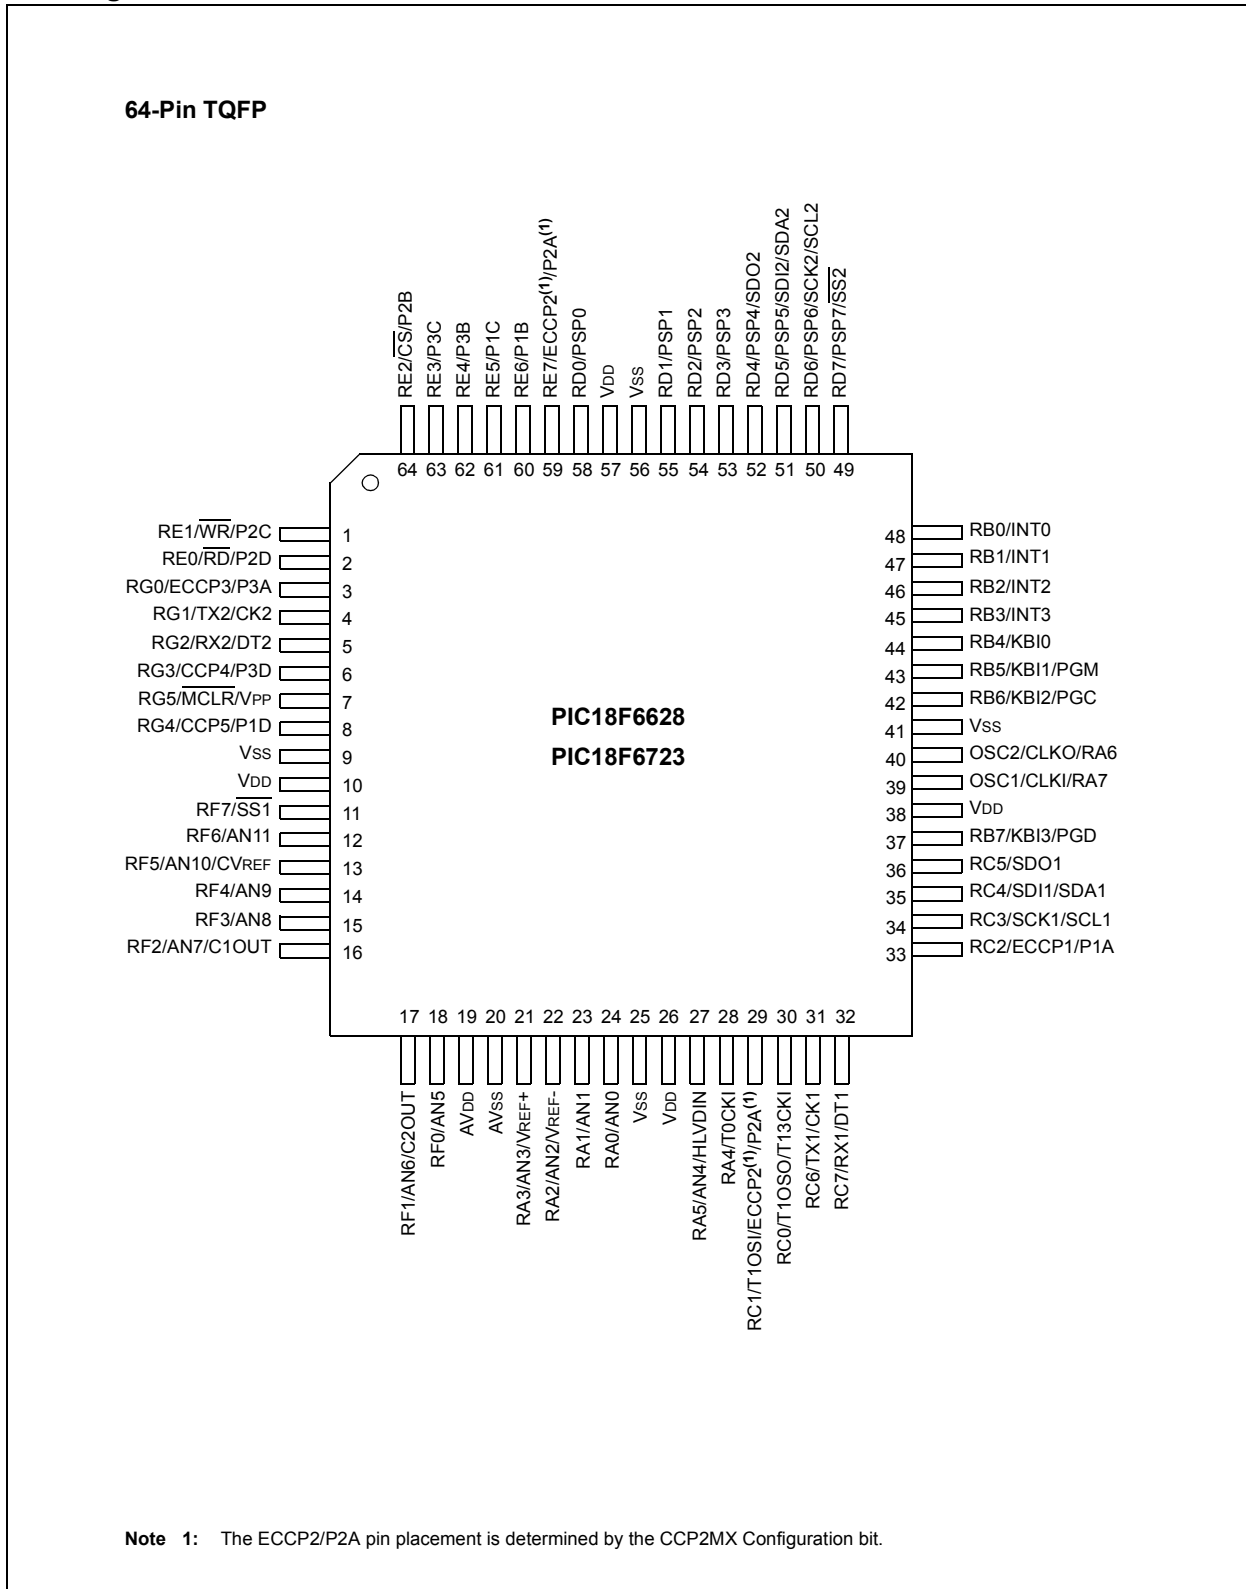 64-Pin TQFP
RE2/CS/P2B
RE3/P3C
RE4/P3B
RE5/P1C
RE6/P1B
RE7/ECCP2(1)/P2A(1)
RD0/PSP0
VDD
VSS
RD1/PSP1
RD2/PSP2
RD3/PSP3
RD4/PSP4/SDO2
RD5/PSP5/SDI2/SDA2
RD6/PSP6/SCK2/SCL2
RD7/PSP7/SS2
64 63 62 61 60 59 58 57 56 55 54 53 52 51 50 49
RE1/WR/P2C 1
RE0/RD/P2D 2
RG0/ECCP3/P3A 3
RG1/TX2/CK2 4
RG2/RX2/DT2 5
RG3/CCP4/P3D 6
RG5/MCLR/VPP 7
RG4/CCP5/P1D 8
VSS 9
VDD 10
RF7/SS1 11
RF6/AN11 12
RF5/AN10/CVREF 13
RF4/AN9 14
RF3/AN8 15
RF2/AN7/C1OUT 16
PIC18F6628
PIC18F6723
48 RB0/INT0
47 RB1/INT1
46 RB2/INT2
45 RB3/INT3
44 RB4/KBI0
43 RB5/KBI1/PGM
42 RB6/KBI2/PGC
41 VSS
40 OSC2/CLKO/RA6
39 OSC1/CLKI/RA7
38 VDD
37 RB7/KBI3/PGD
36 RC5/SDO1
35 RC4/SDI1/SDA1
34 RC3/SCK1/SCL1
33 RC2/ECCP1/P1A
17 18 19 20 21 22 23 24 25 26 27 28 29 30 31 32
RF1/AN6/C2OUT
RF0/AN5
AVDD
AVSS
RA3/AN3/VREF+
RA2/AN2/VREF-
RA1/AN1
RA0/AN0
VSS
VDD
RA5/AN4/HLVDIN
RA4/T0CKI
RC1/T1OSI/ECCP2(1)/P2A(1)
RC0/T1OSO/T13CKI
RC6/TX1/CK1
RC7/RX1/DT1
Note 1: The ECCP2/P2A pin placement is determined by the CCP2MX Configuration bit.